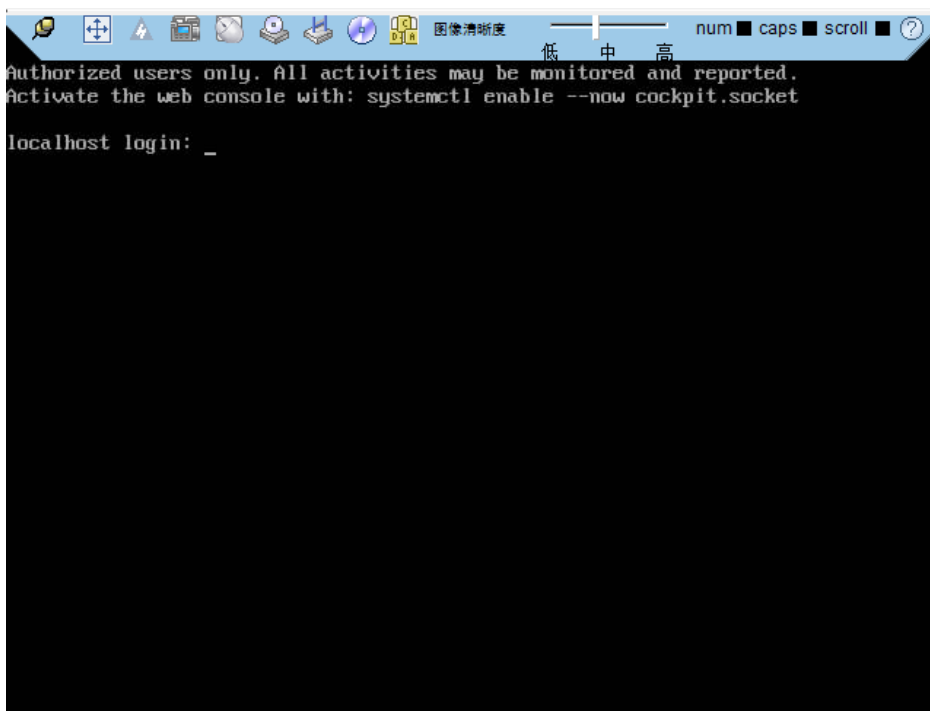 图像清晰度
低 中 高
num caps scroll ?
Authorized users only. All activities may be monitored and reported.
Activate the web console with: systemctl enable --now cockpit.socket
localhost login: _